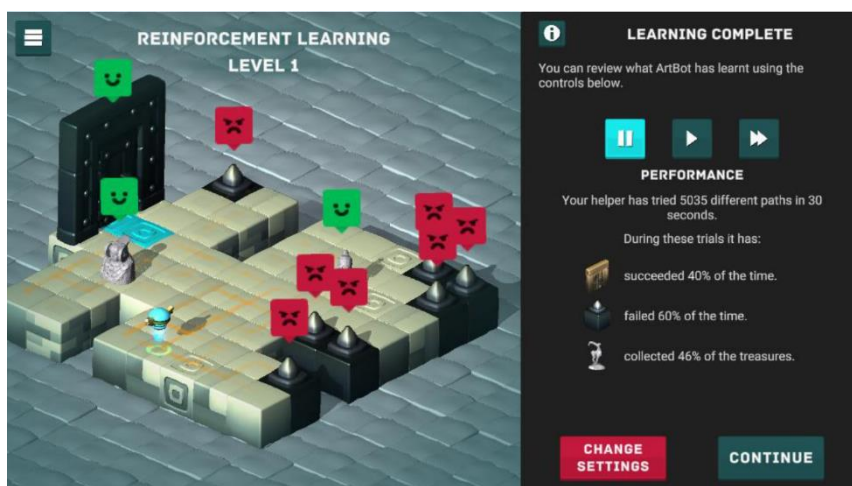 REINFORCEMENT LEARNING
LEVEL 1
LEARNING COMPLETE
You can review what ArtBot has learnt using the
controls below.
PERFORMANCE
Your helper has tried 5035 different paths in 30
seconds.
During these trials it has:
succeeded 40% of the time.
failed 60% of the time.
collected 46% of the treasures.
CHANGE
SETTINGS
CONTINUE